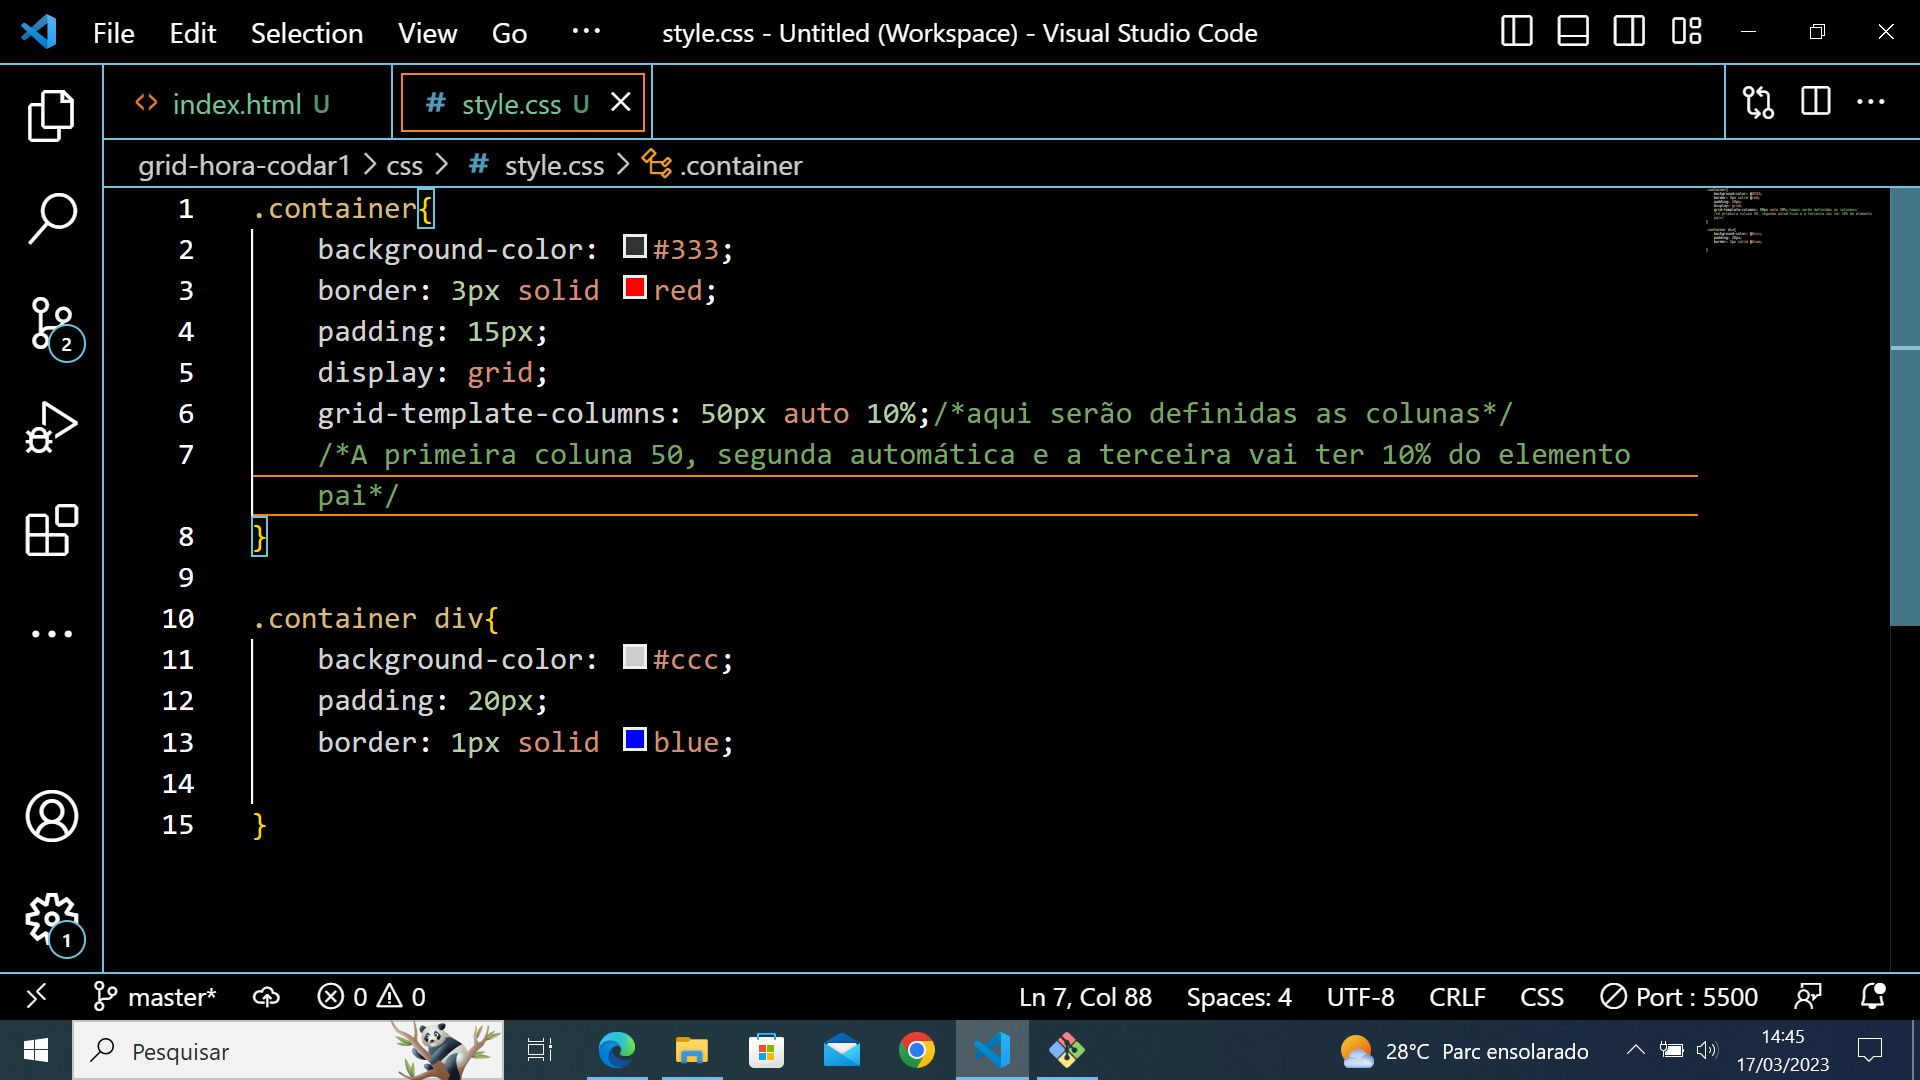 File Edit Selection View Go ··· style.css - Untitled (Workspace) - Visual Studio Code
<> index.html U # style.css U
grid-hora-codar1 > css > # style.css > .container
1 .container{
2 background-color: #333;
3 border: 3px solid red;
4 padding: 15px;
5 display: grid;
6 grid-template-columns: 50px auto 10%;/*aqui serão definidas as colunas*/
7 /*A primeira coluna 50, segunda automática e a terceira vai ter 10% do elemento
pai*/
8 }
9
10 .container div{
11 background-color: #ccc;
12 padding: 20px;
13 border: 1px solid blue;
14
15 }
2
1
master* 0 0 Ln 7, Col 88 Spaces: 4 UTF-8 CRLF CSS Port : 5500
Pesquisar 28°C Parc ensolarado 14:45
17/03/2023